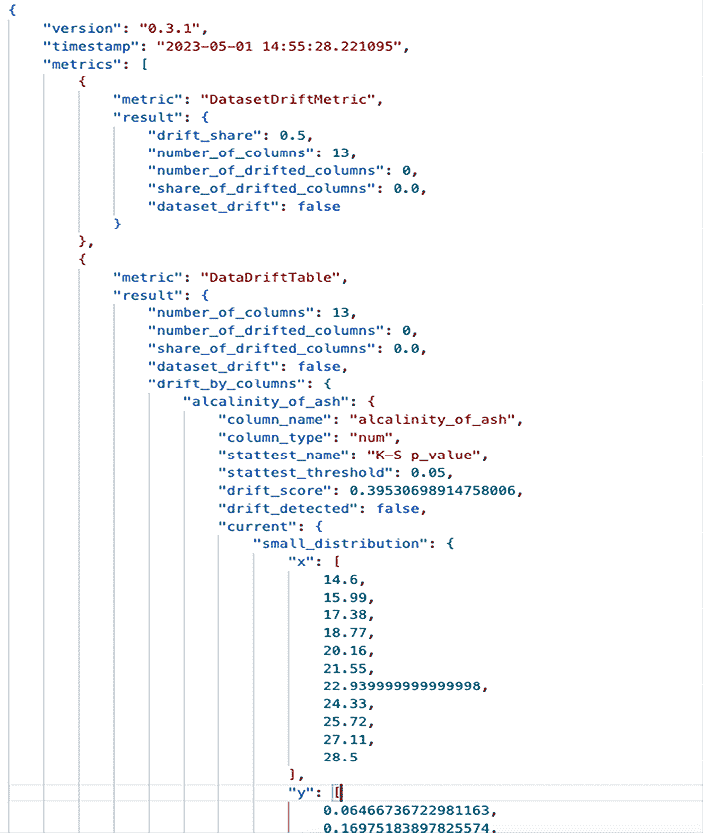 {
"version": "0.3.1",
"timestamp": "2023-05-01 14:55:28.221095",
"metrics": [
{
"metric": "DatasetDriftMetric",
"result": {
"drift_share": 0.5,
"number_of_columns": 13,
"number_of_drifted_columns": 0,
"share_of_drifted_columns": 0.0,
"dataset_drift": false
}
},
{
"metric": "DataDriftTable",
"result": {
"number_of_columns": 13,
"number_of_drifted_columns": 0,
"share_of_drifted_columns": 0.0,
"dataset_drift": false,
"drift_by_columns": {
"alcalinity_of_ash": {
"column_name": "alcalinity_of_ash",
"column_type": "num",
"stattest_name": "K-S p_value",
"stattest_threshold": 0.05,
"drift_score": 0.39530698914758006,
"drift_detected": false,
"current": {
"small_distribution": {
"x": [
14.6,
15.99,
17.38,
18.77,
20.16,
21.55,
22.939999999999998,
24.33,
25.72,
27.11,
28.5
],
"y": [
0.06466736722981163,
0.16975183897825574,